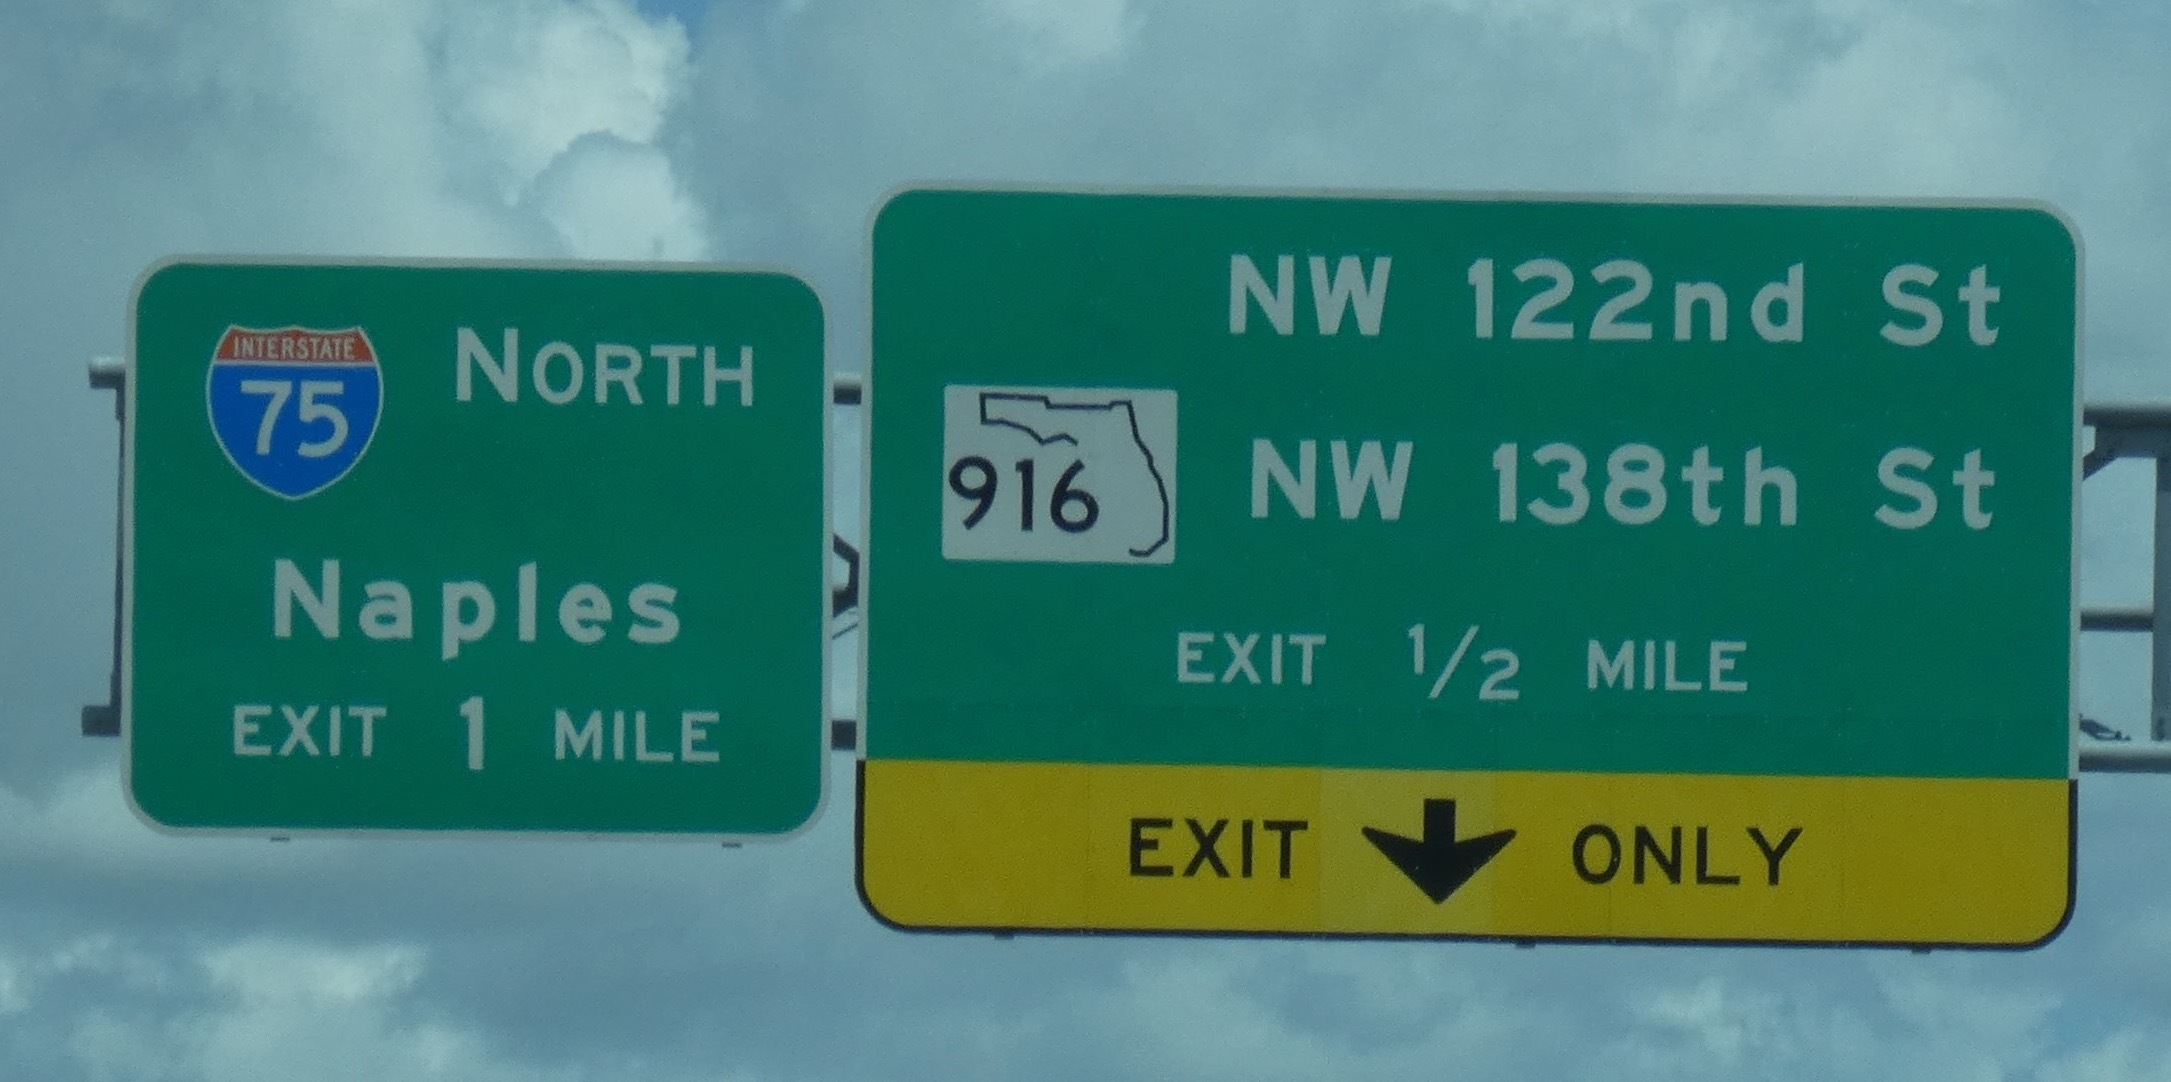 INTERSTATE
75
NORTH
Naples
EXIT 1 MILE
NW 122nd St
916
NW 138th St
EXIT 1/2 MILE
EXIT ONLY